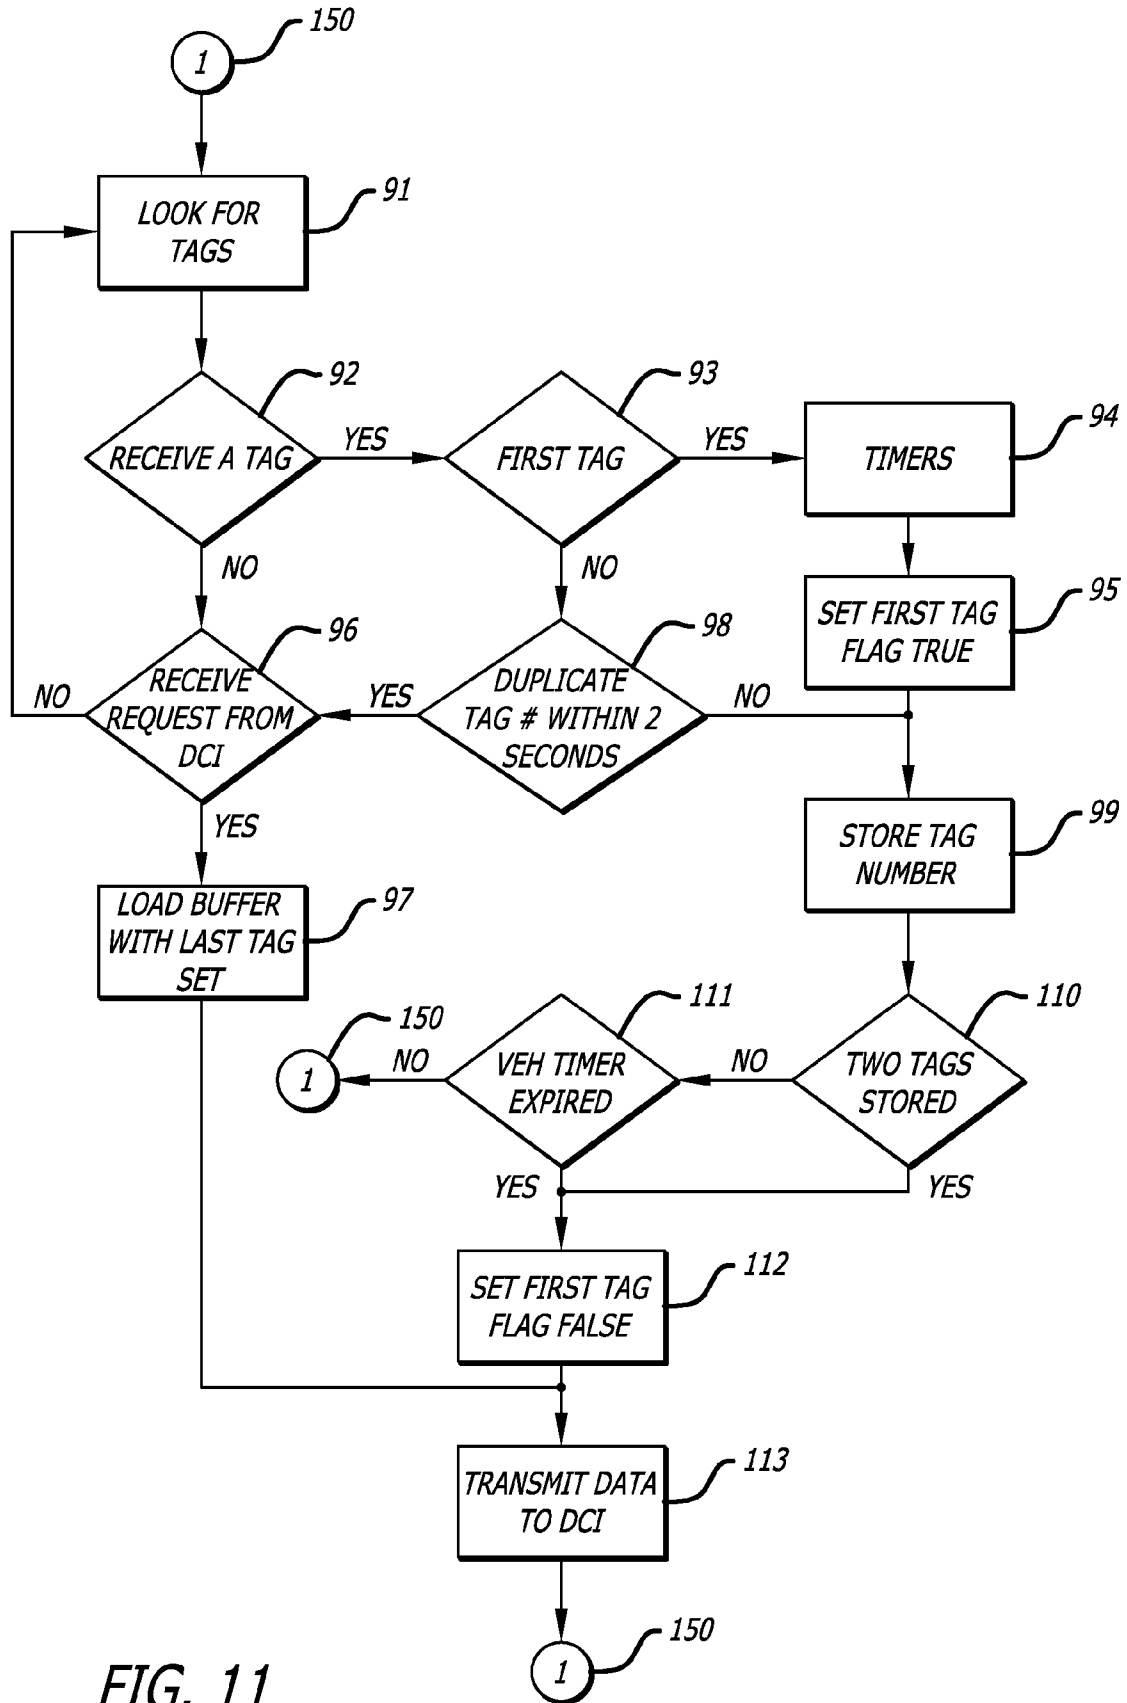 150
1
91
LOOK FOR
TAGS
92
93
94
RECEIVE A TAG
YES
FIRST TAG
YES
TIMERS
NO
NO
95
SET FIRST TAG
FLAG TRUE
96
98
NO
RECEIVE
REQUEST FROM
DCI
YES
DUPLICATE
TAG # WITHIN 2
SECONDS
NO
YES
99
STORE TAG
NUMBER
97
LOAD BUFFER
WITH LAST TAG
SET
150
111
110
1
NO
VEH TIMER
EXPIRED
NO
TWO TAGS
STORED
YES
YES
112
SET FIRST TAG
FLAG FALSE
113
TRANSMIT DATA
TO DCI
150
1
FIG. 11